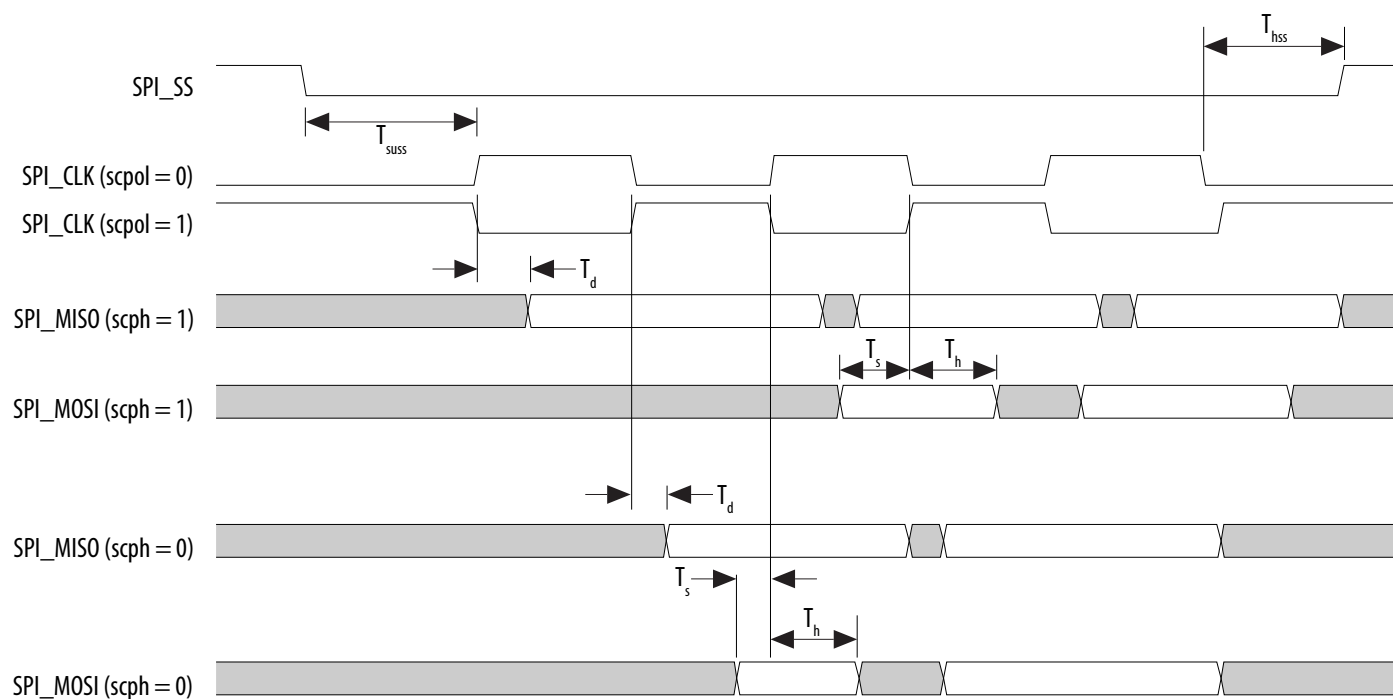 T_hss
SPI_SS
T_suss
SPI_CLK (scpol = 0)
SPI_CLK (scpol = 1)
T_d
SPI_MISO (scph = 1)
T_s T_h
SPI_MOSI (scph = 1)
T_d
SPI_MISO (scph = 0)
T_s
T_h
SPI_MOSI (scph = 0)